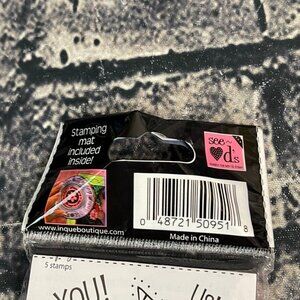 Stamping
mat
included
inside!
see~
d's
www.inqueboutique.com
0 48721 50951 8
Made in China
5 stamps
YOU!